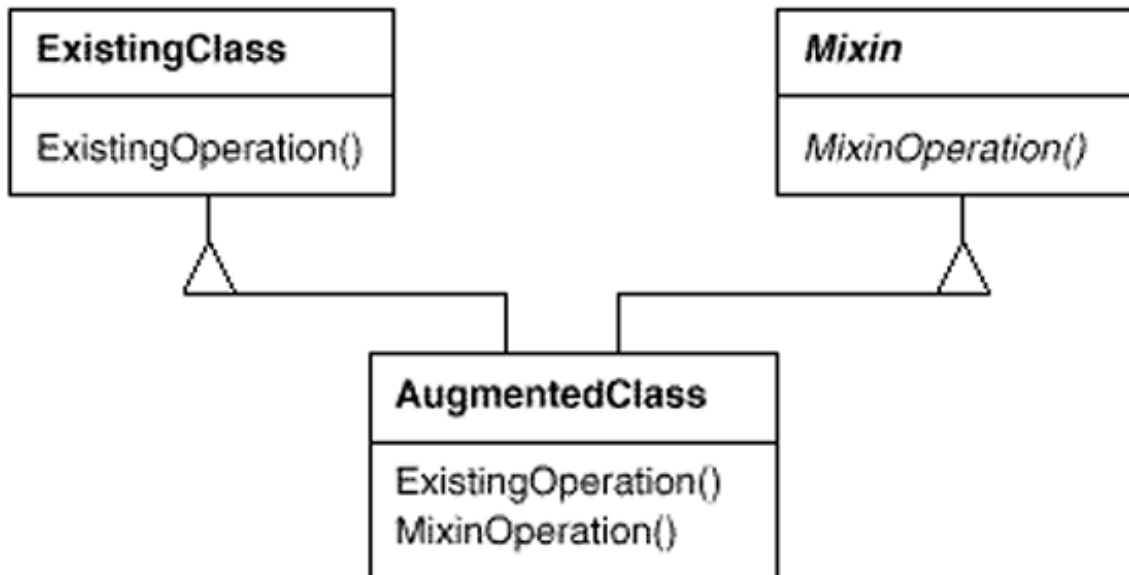 ExistingClass
ExistingOperation()
Mixin
MixinOperation()
AugmentedClass
ExistingOperation()
MixinOperation()